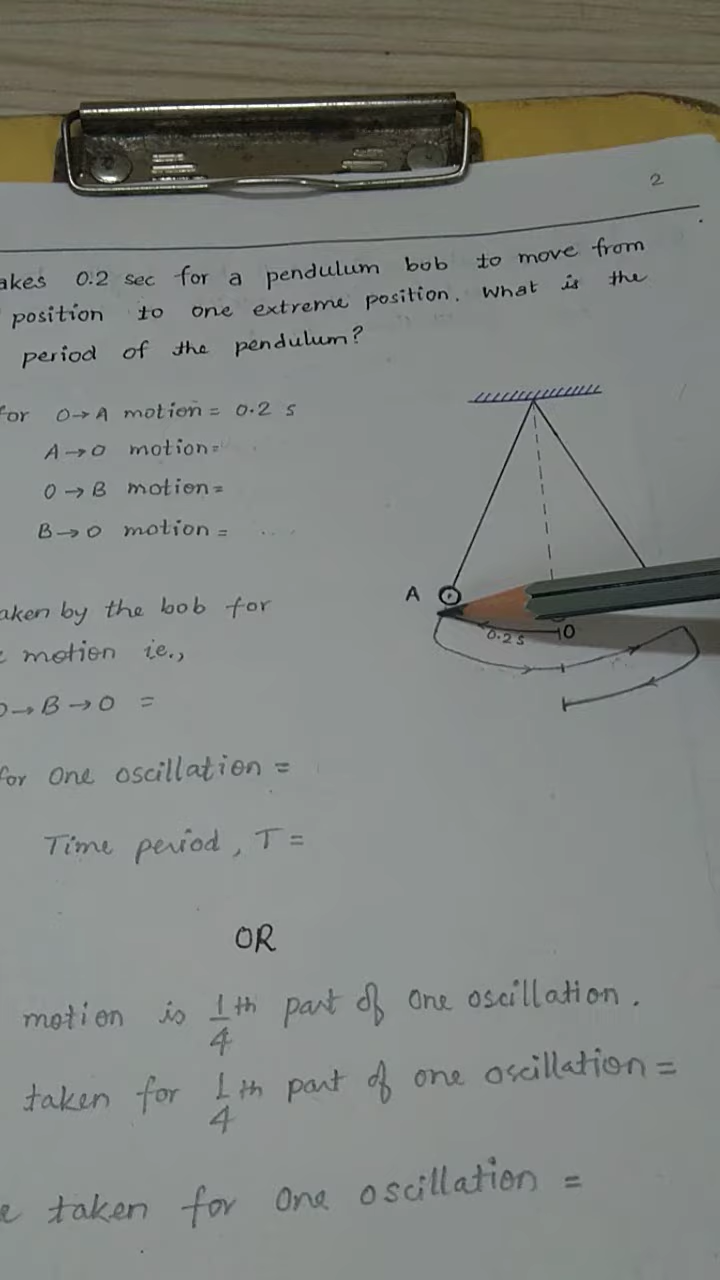 2
akes 0.2 sec for a pendulum bob to move from
position to one extreme position. What is the
period of the pendulum?
for O→A motion = 0.2 s
A→O motion=
O→B motion=
B→O motion=
A
0.2 s
O
aken by the bob for
motion ie.,
→B→O =
for one oscillation =
Time period, T =
OR
motion is 1/4 th part of one oscillation.
taken for 1/4 th part of one oscillation =
e taken for one oscillation =